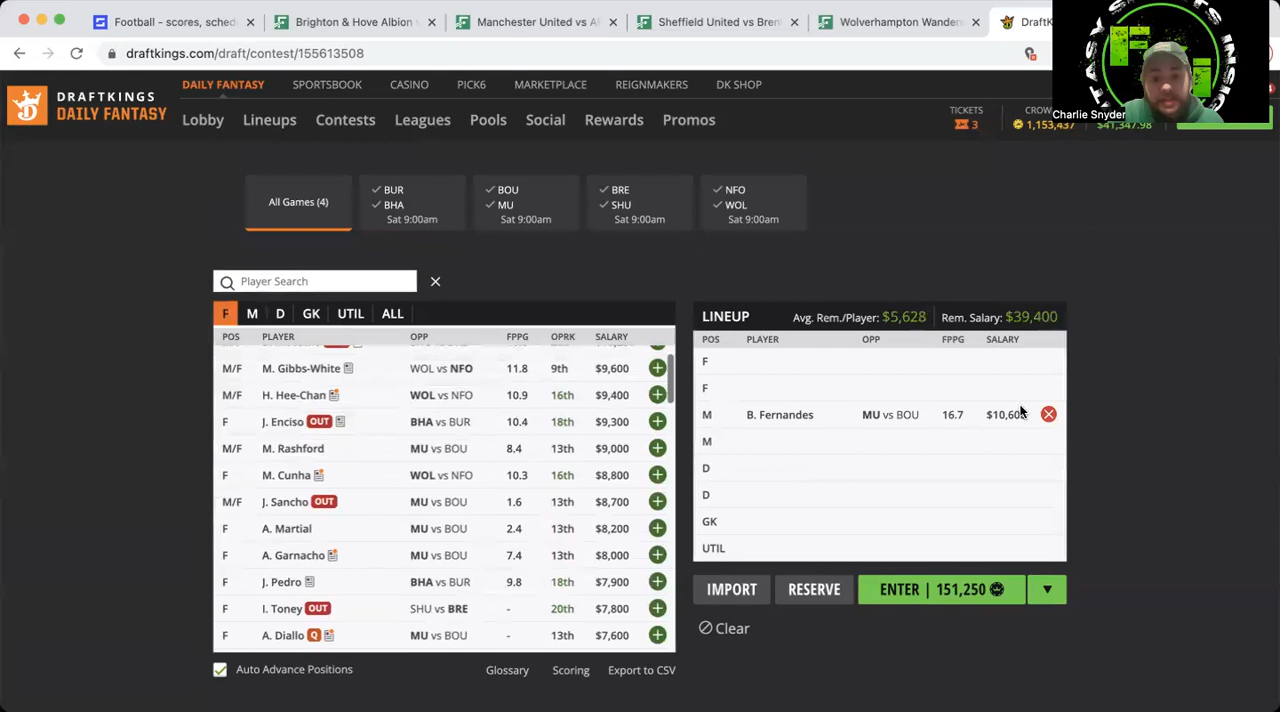 Football - scores, sched
Brighton & Hove Albion
Manchester United vs A
Sheffield United vs Bren
Wolverhampton Wander
DraftK
draftkings.com/draft/contest/155613508
DAILY FANTASY
SPORTSBOOK
CASINO
PICK6
MARKETPLACE
REIGNMAKERS
DK SHOP
DRAFTKINGS
DAILY FANTASY
Lobby
Lineups
Contests
Leagues
Pools
Social
Rewards
Promos
TICKETS
3
CROW
1,153,437
$41,347.98
Charlie Snyder
All Games (4)
BUR
BHA
Sat 9:00am
BOU
MU
Sat 9:00am
BRE
SHU
Sat 9:00am
NFO
WOL
Sat 9:00am
Player Search
F M D GK UTIL ALL
POS PLAYER OPP FPPG OPRK SALARY
M/F M. Gibbs-White WOL vs NFO 11.8 9th $9,600
M/F H. Hee-Chan WOL vs NFO 10.9 16th $9,400
F J. Enciso OUT BHA vs BUR 10.4 18th $9,300
M/F M. Rashford MU vs BOU 8.4 13th $9,000
F M. Cunha WOL vs NFO 10.3 16th $8,800
M/F J. Sancho OUT MU vs BOU 1.6 13th $8,700
F A. Martial MU vs BOU 2.4 13th $8,200
F A. Garnacho MU vs BOU 7.4 13th $8,000
F J. Pedro BHA vs BUR 9.8 18th $7,900
F I. Toney OUT SHU vs BRE - 20th $7,800
F A. Diallo Q MU vs BOU - 13th $7,600
Auto Advance Positions
Glossary
Scoring
Export to CSV
LINEUP Avg. Rem./Player: $5,628 Rem. Salary: $39,400
POS PLAYER OPP FPPG SALARY
F
F
M B. Fernandes MU vs BOU 16.7 $10,600
M
D
D
GK
UTIL
IMPORT
RESERVE
ENTER | 151,250
Clear